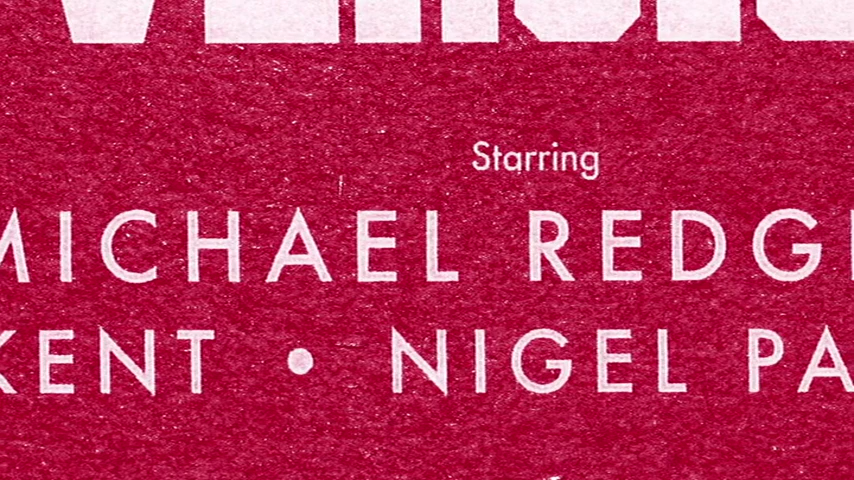 Starring
MICHAEL REDG
KENT • NIGEL PA